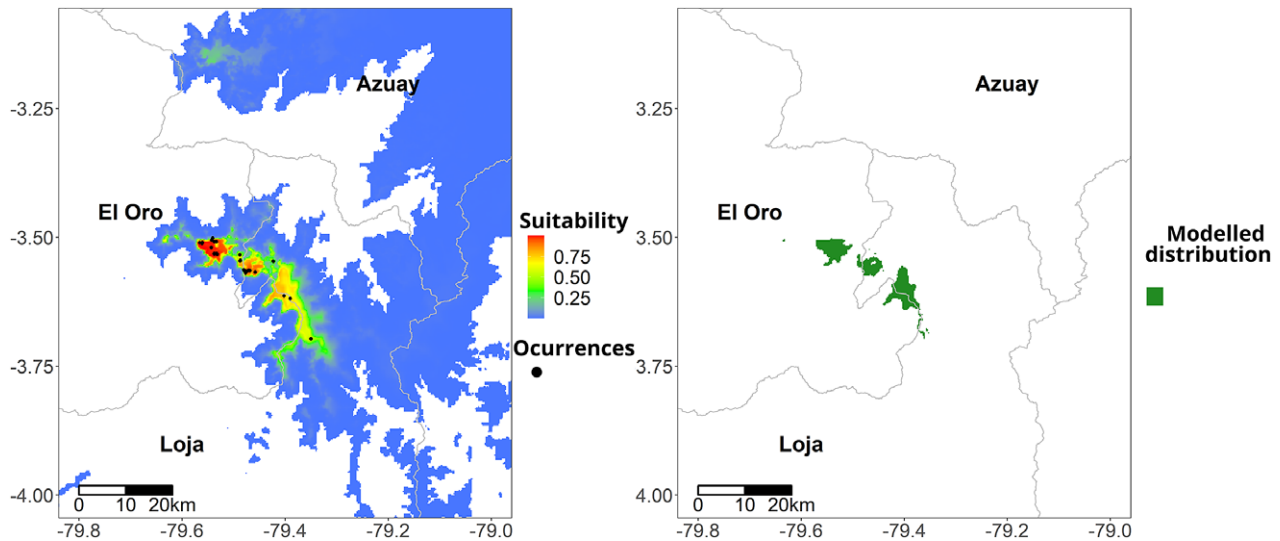 Azuay
-3.25
El Oro
-3.50
-3.75
Loja
-4.00
0 10 20km
-79.8 -79.6 -79.4 -79.2 -79.0
Suitability
0.75
0.50
0.25
Ocurrences
Azuay
3.25
El Oro
3.50
3.75
Loja
4.00
0 10 20km
-79.8 -79.6 -79.4 -79.2 -79.0
Modelled
distribution